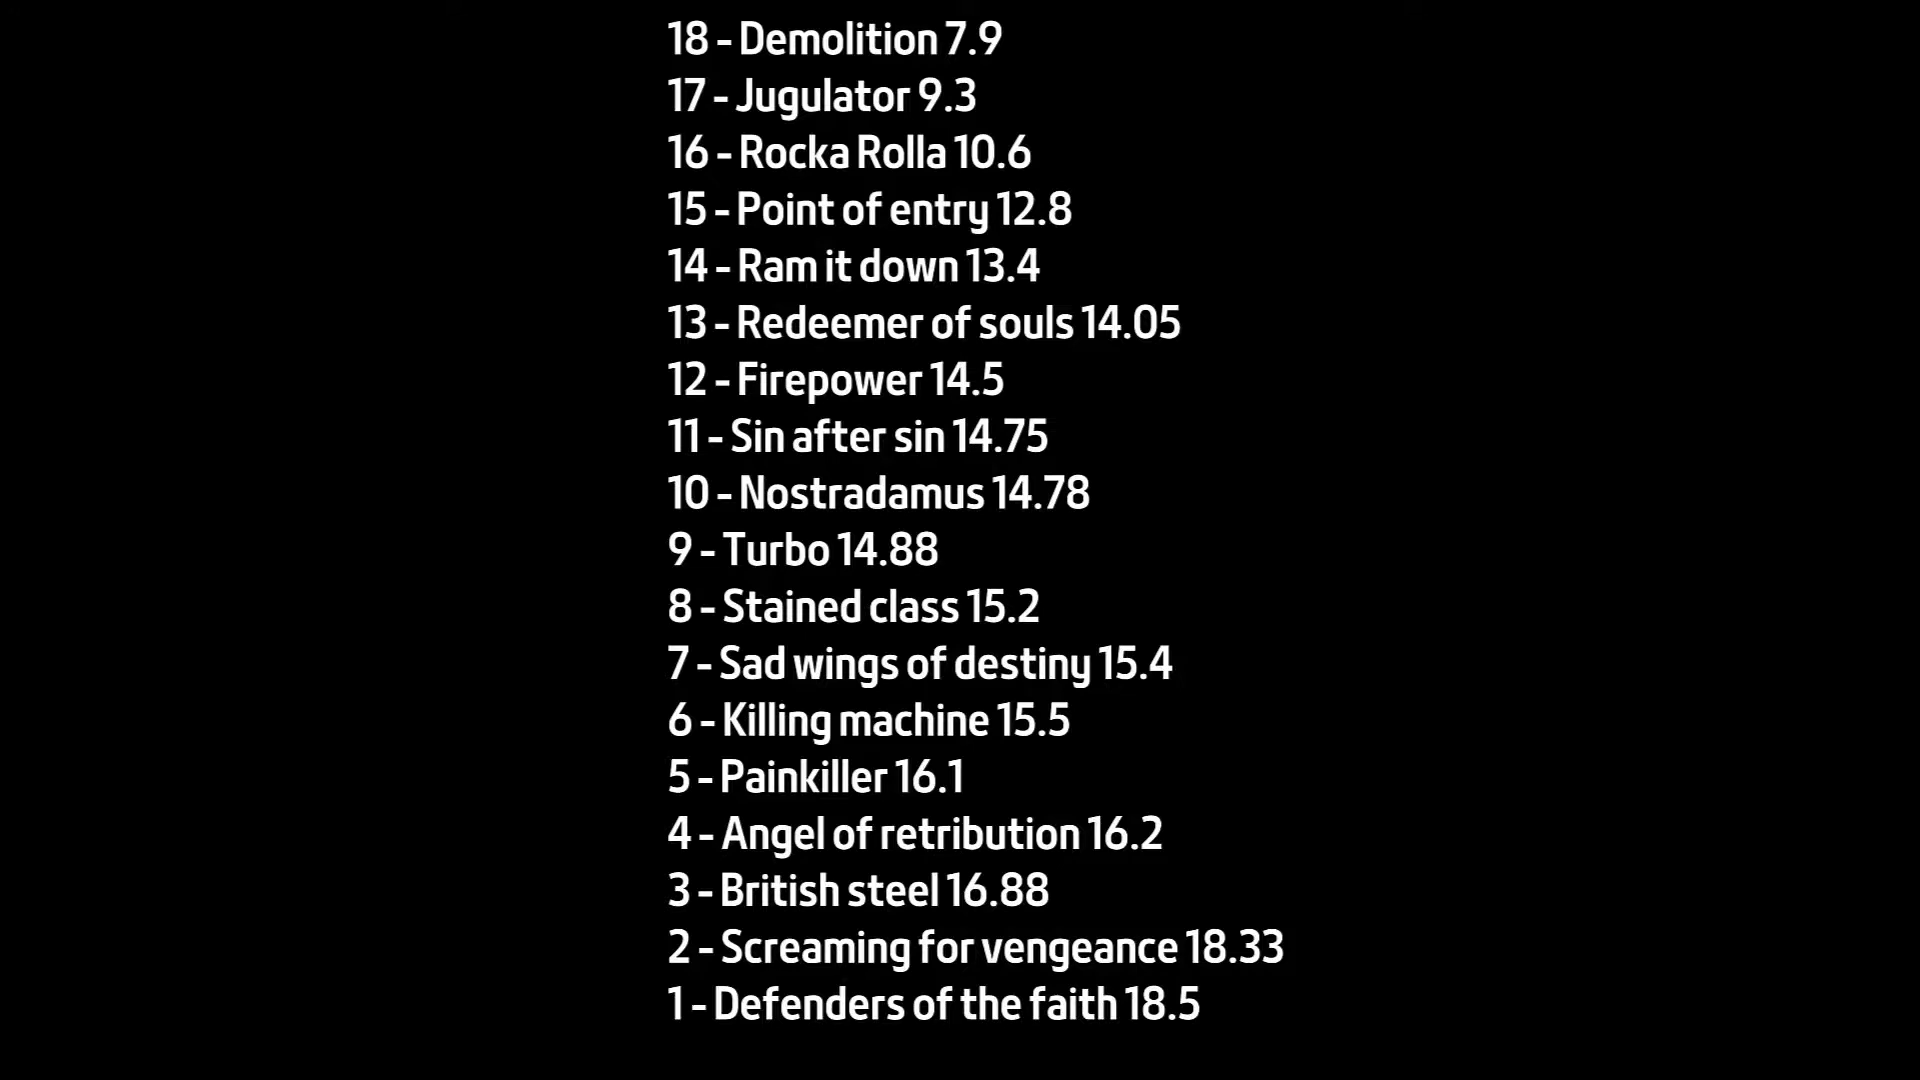 18 - Demolition 7.9
17 - Jugulator 9.3
16 - Rocka Rolla 10.6
15 - Point of entry 12.8
14 - Ram it down 13.4
13 - Redeemer of souls 14.05
12 - Firepower 14.5
11 - Sin after sin 14.75
10 - Nostradamus 14.78
9 - Turbo 14.88
8 - Stained class 15.2
7 - Sad wings of destiny 15.4
6 - Killing machine 15.5
5 - Painkiller 16.1
4 - Angel of retribution 16.2
3 - British steel 16.88
2 - Screaming for vengeance 18.33
1 - Defenders of the faith 18.5